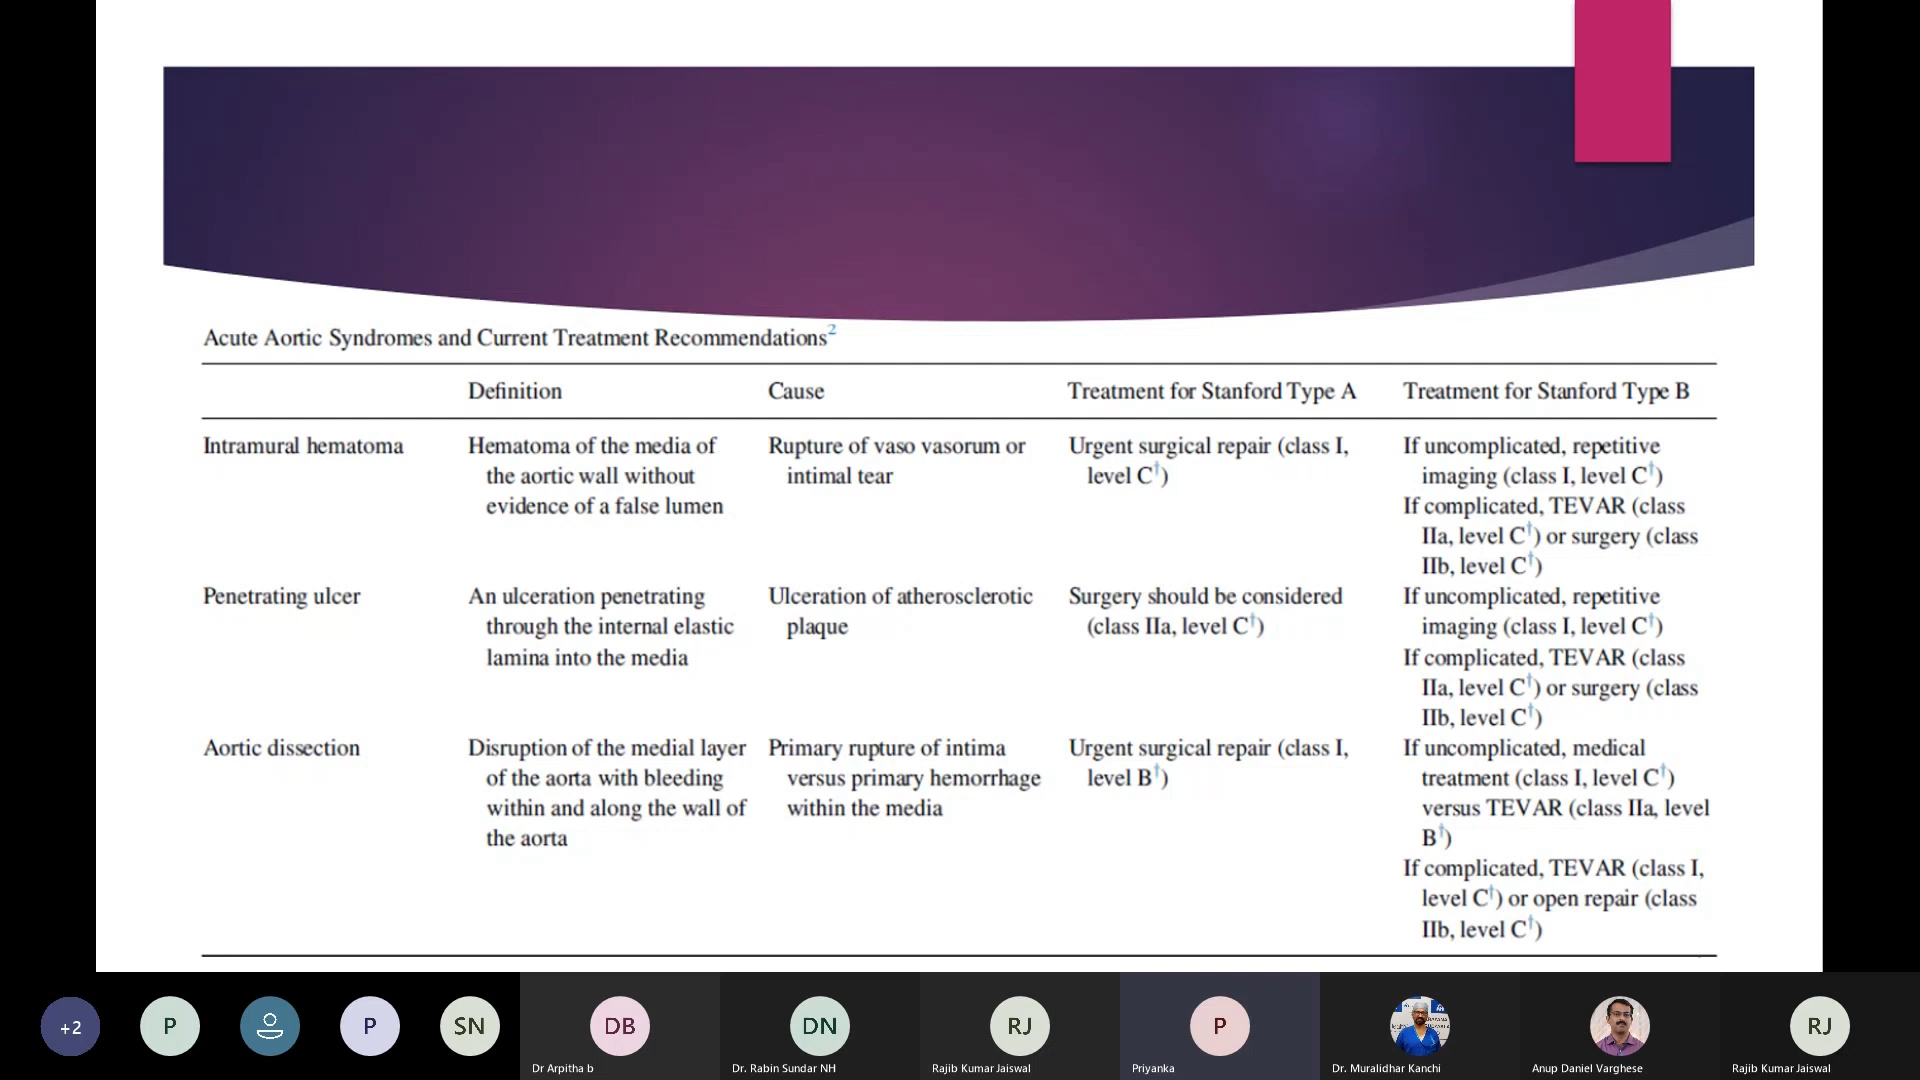 Acute Aortic Syndromes and Current Treatment Recommendations2
Definition Cause Treatment for Stanford Type A Treatment for Stanford Type B
Intramural hematoma Hematoma of the media of Rupture of vaso vasorum or Urgent surgical repair (class I, If uncomplicated, repetitive
the aortic wall without intimal tear level C†) imaging (class I, level C†)
evidence of a false lumen If complicated, TEVAR (class
IIa, level C†) or surgery (class
IIb, level C†)
Penetrating ulcer An ulceration penetrating Ulceration of atherosclerotic Surgery should be considered If uncomplicated, repetitive
through the internal elastic plaque (class IIa, level C†) imaging (class I, level C†)
lamina into the media If complicated, TEVAR (class
IIa, level C†) or surgery (class
IIb, level C†)
Aortic dissection Disruption of the medial layer Primary rupture of intima Urgent surgical repair (class I, If uncomplicated, medical
of the aorta with bleeding versus primary hemorrhage level B†) treatment (class I, level C†)
within and along the wall of within the media versus TEVAR (class IIa, level
the aorta B†)
If complicated, TEVAR (class I,
level C†) or open repair (class
IIb, level C†)
+2 P P SN DB DN RJ P RJ
Dr Arpitha b Dr. Rabin Sundar NH Rajib Kumar Jaiswal Priyanka Dr. Muralidhar Kanchi Anup Daniel Varghese Rajib Kumar Jaiswal